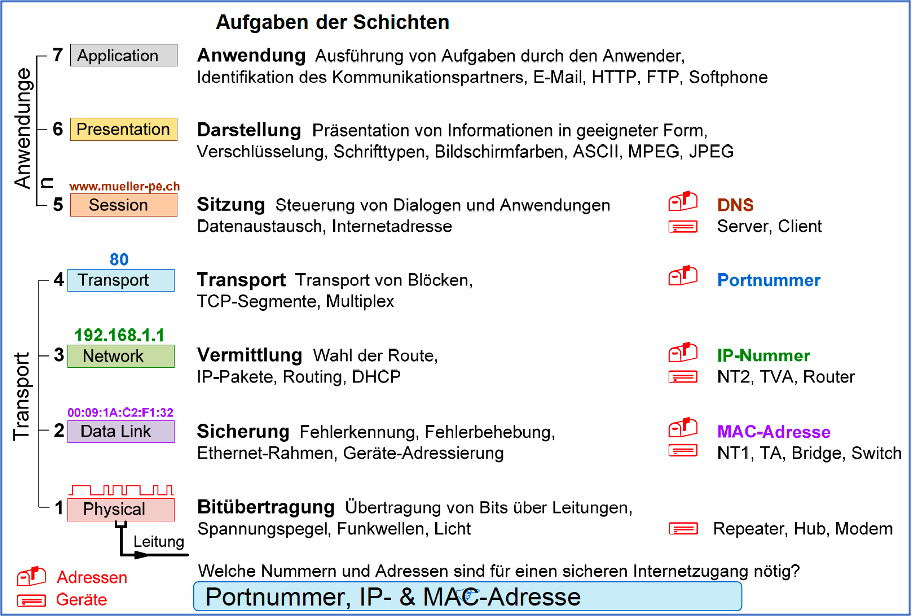 Aufgaben der Schichten
Anwendunge
n
7 Application
Anwendung Ausführung von Aufgaben durch den Anwender,
Identifikation des Kommunikationspartners, E-Mail, HTTP, FTP, Softphone
6 Presentation
Darstellung Präsentation von Informationen in geeigneter Form,
Verschlüsselung, Schrifttypen, Bildschirmfarben, ASCII, MPEG, JPEG
www.mueller-pe.ch
5 Session
Sitzung Steuerung von Dialogen und Anwendungen
Datenaustausch, Internetadresse
DNS
Server, Client
Transport
80
4 Transport
Transport Transport von Blöcken,
TCP-Segmente, Multiplex
Portnummer
192.168.1.1
3 Network
Vermittlung Wahl der Route,
IP-Pakete, Routing, DHCP
IP-Nummer
NT2, TVA, Router
00:09:1A:C2:F1:32
2 Data Link
Sicherung Fehlerkennung, Fehlerbehebung,
Ethernet-Rahmen, Geräte-Adressierung
MAC-Adresse
NT1, TA, Bridge, Switch
1 Physical
Bitübertragung Übertragung von Bits über Leitungen,
Spannungspegel, Funkwellen, Licht
Repeater, Hub, Modem
Leitung
Adressen
Geräte
Welche Nummern und Adressen sind für einen sicheren Internetzugang nötig?
Portnummer, IP- & MAC-Adresse